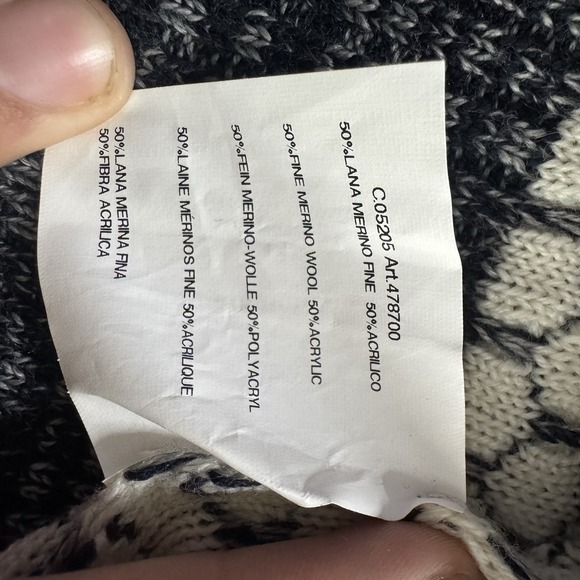 C.05205 Art.478700
50%LANA MERINO FINE 50%ACRILICO
50%FINE MERINO WOOL 50%ACRYLIC
50%FEIN MERINO-WOLLE 50%POLYACRYL
50%LAINE MÉRINOS FINE 50%ACRILIQUE
50%LANA MERINA FINA
50%FIBRA ACRILICA